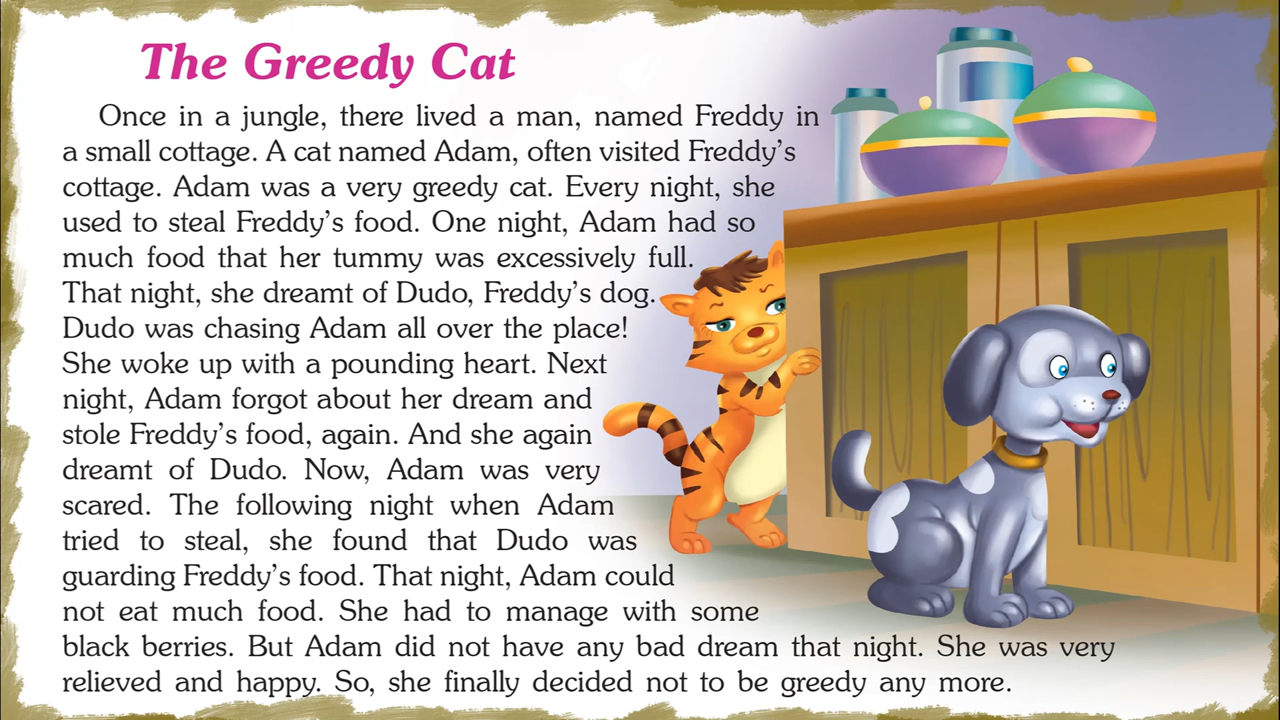 The Greedy Cat
Once in a jungle, there lived a man, named Freddy in
a small cottage. A cat named Adam, often visited Freddy's
cottage. Adam was a very greedy cat. Every night, she
used to steal Freddy's food. One night, Adam had so
much food that her tummy was excessively full.
That night, she dreamt of Dudo, Freddy's dog.
Dudo was chasing Adam all over the place!
She woke up with a pounding heart. Next
night, Adam forgot about her dream and
stole Freddy's food, again. And she again
dreamt of Dudo. Now, Adam was very
scared. The following night when Adam
tried to steal, she found that Dudo was
guarding Freddy's food. That night, Adam could
not eat much food. She had to manage with some
black berries. But Adam did not have any bad dream that night. She was very
relieved and happy. So, she finally decided not to be greedy any more.